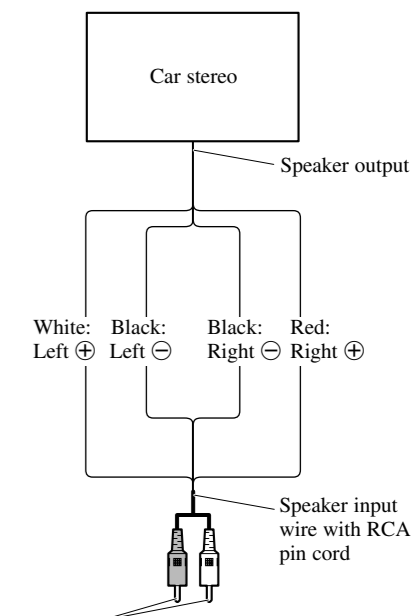 Car stereo
Speaker output
White:
Left ⊕
Black:
Left ⊖
Black:
Right ⊖
Red:
Right ⊕
Speaker input
wire with RCA
pin cord